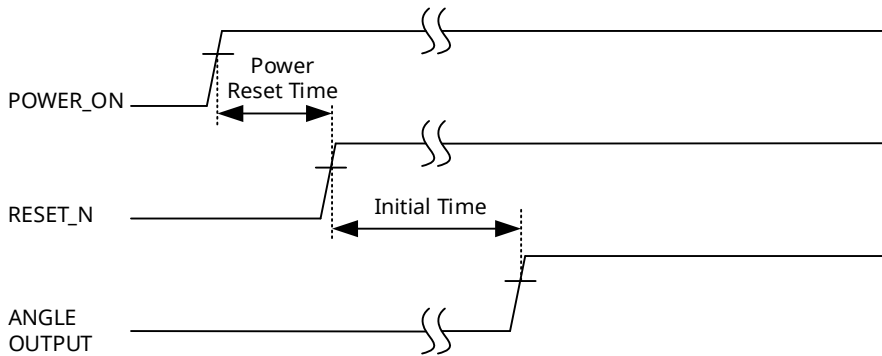 Power
Reset Time
POWER_ON
RESET_N
Initial Time
ANGLE
OUTPUT